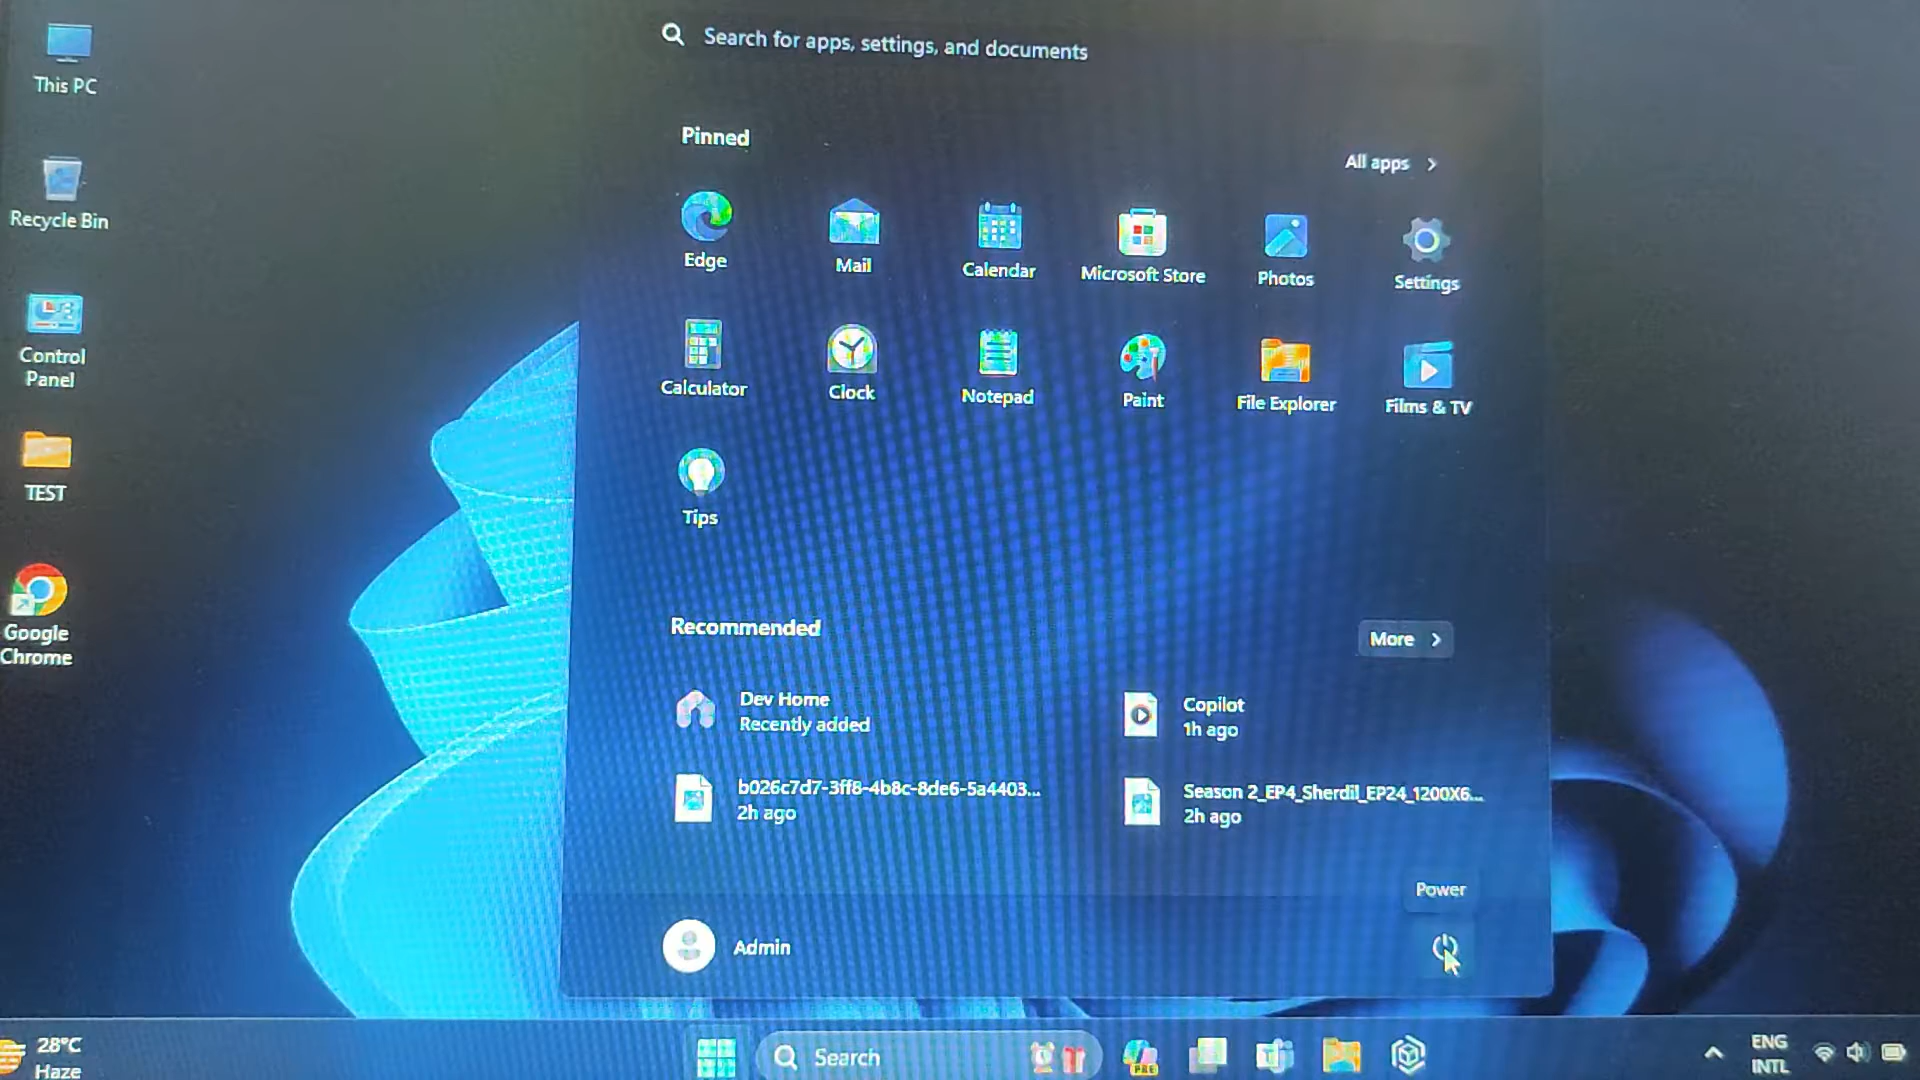 This PC
Recycle Bin
Control
Panel
TEST
Google
Chrome
Search for apps, settings, and documents
Pinned
All apps
Edge
Mail
Calendar
Microsoft Store
Photos
Settings
Calculator
Clock
Notepad
Paint
File Explorer
Films & TV
Tips
Recommended
More
Dev Home
Recently added
Copilot
1h ago
b026c7d7-3ff8-4b8c-8de6-5a4403...
2h ago
Season 2_EP4_Sherdil_EP24_1200X6...
2h ago
Power
Admin
28°C
Haze
Search
PRE
ENG
INTL